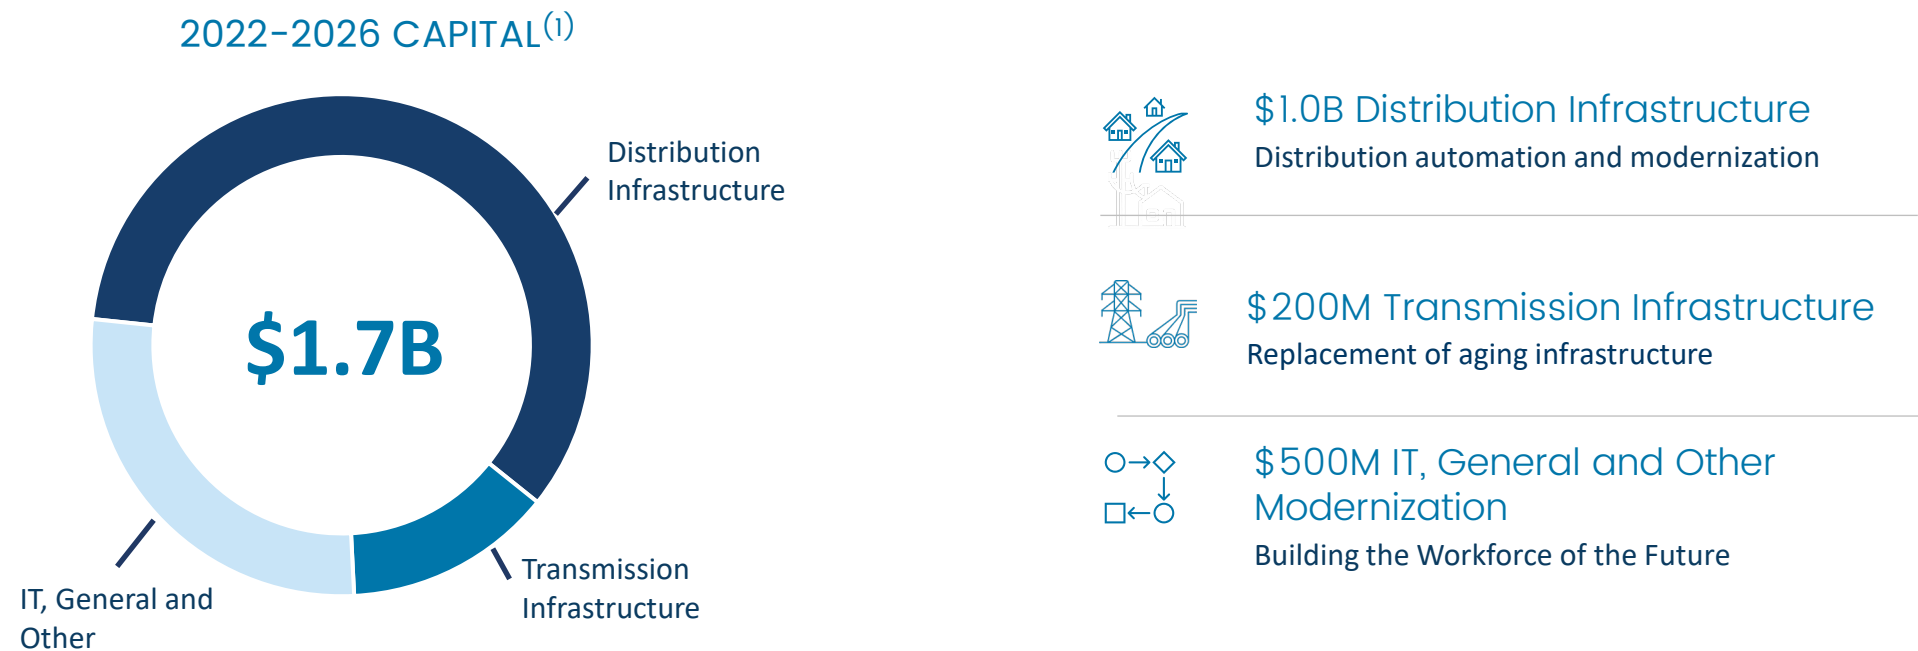 2022-2026 CAPITAL(1)
Distribution
Infrastructure
$1.7B
Transmission
Infrastructure
IT, General and
Other
$1.0B Distribution Infrastructure
Distribution automation and modernization
$200M Transmission Infrastructure
Replacement of aging infrastructure
$500M IT, General and Other
Modernization
Building the Workforce of the Future